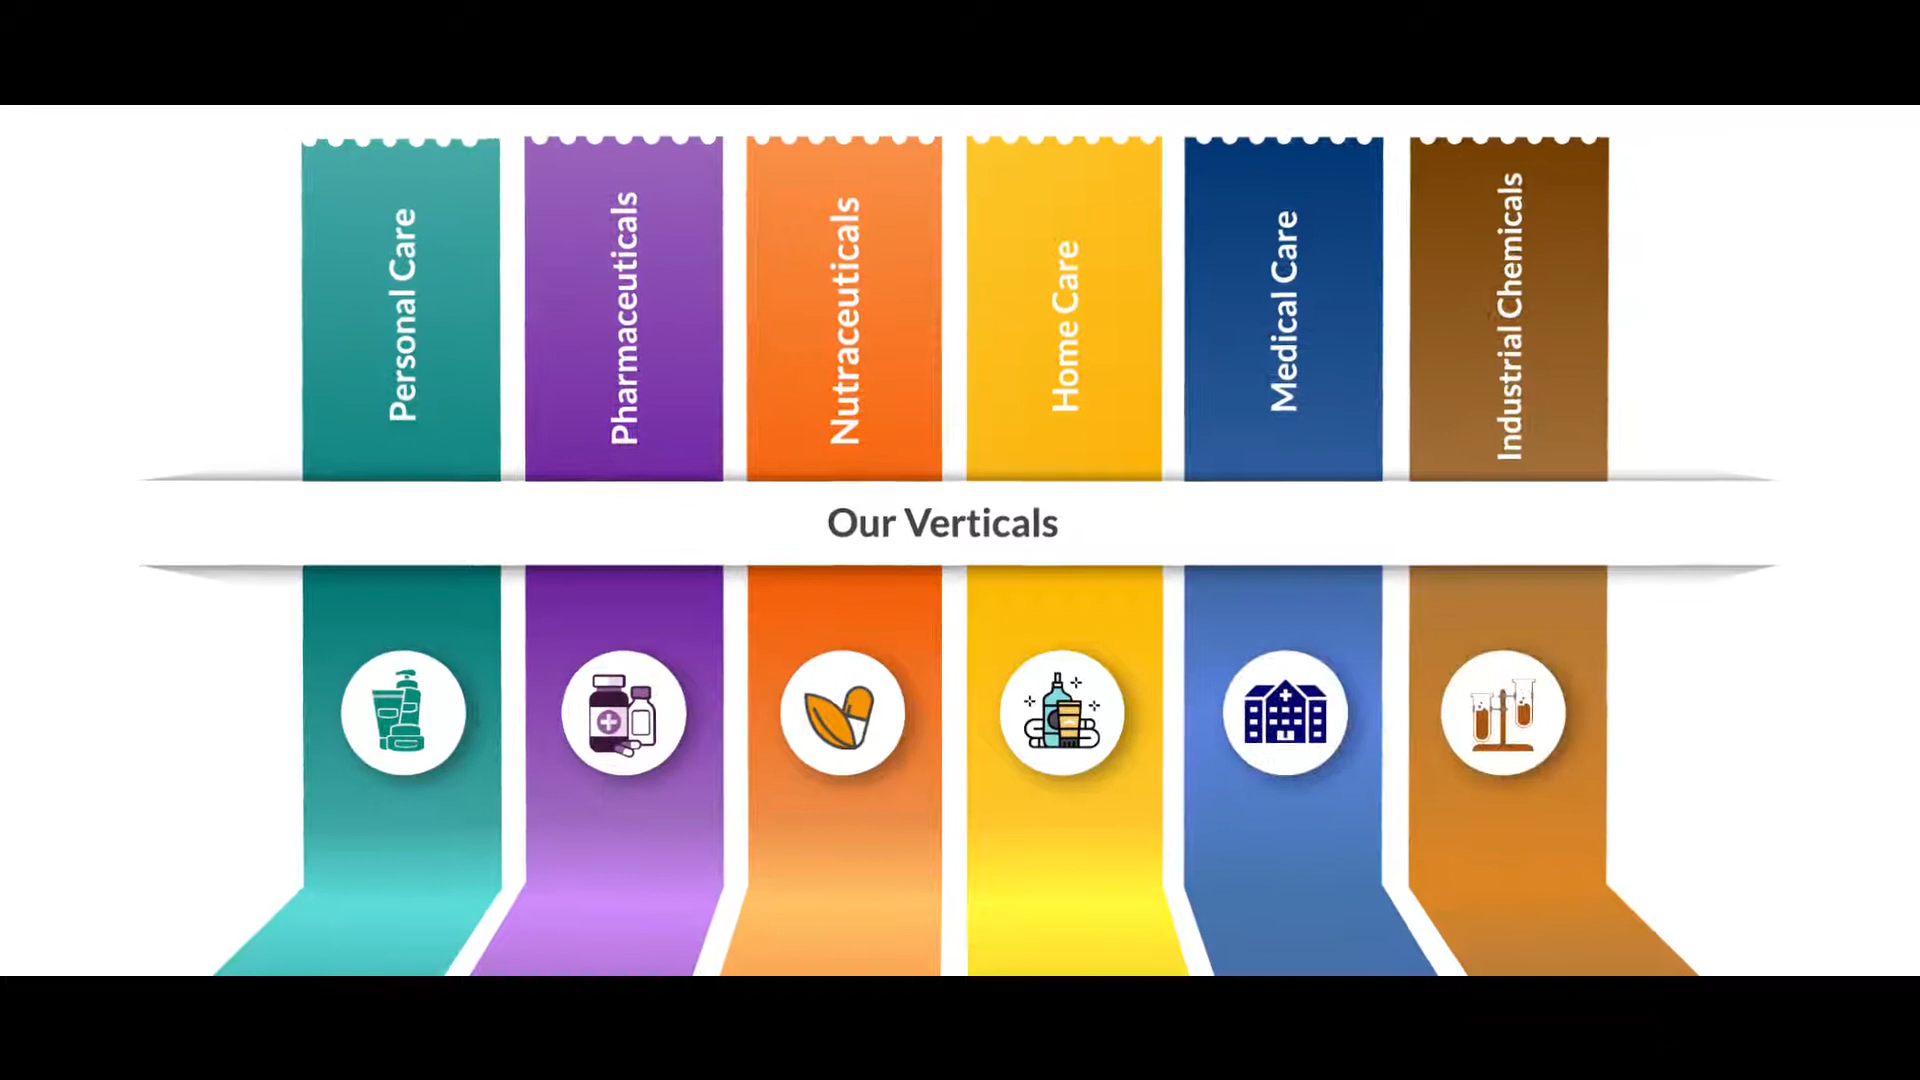 Personal Care
Pharmaceuticals
Nutraceuticals
Home Care
Medical Care
Industrial Chemicals
Our Verticals